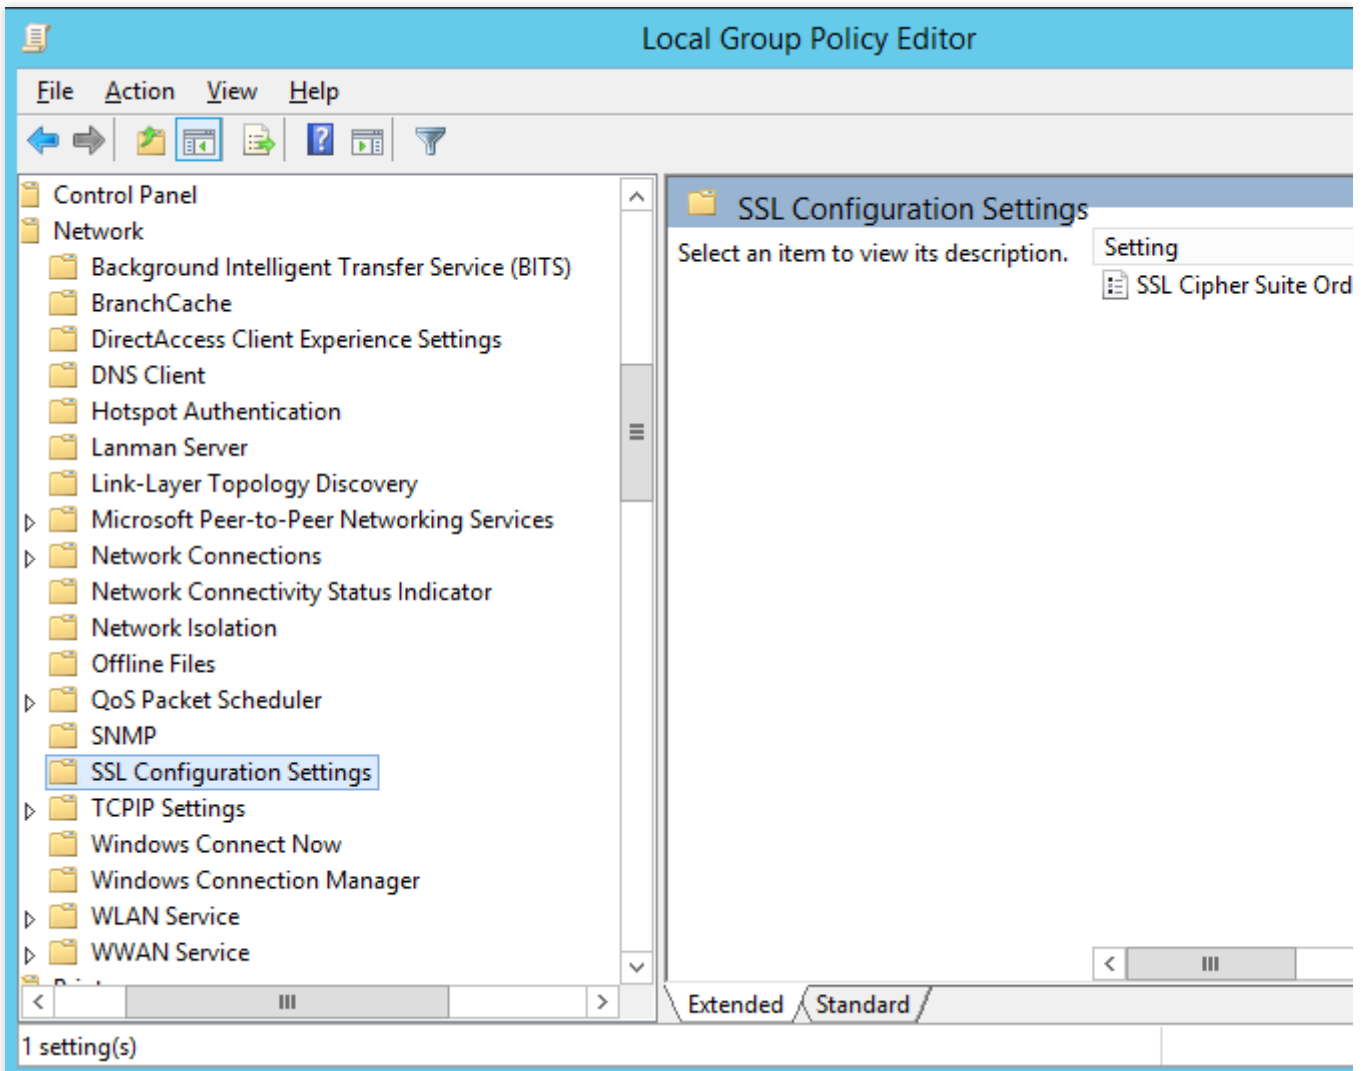 Local Group Policy Editor
File Action View Help
Control Panel
Network
Background Intelligent Transfer Service (BITS)
BranchCache
DirectAccess Client Experience Settings
DNS Client
Hotspot Authentication
Lanman Server
Link-Layer Topology Discovery
Microsoft Peer-to-Peer Networking Services
Network Connections
Network Connectivity Status Indicator
Network Isolation
Offline Files
QoS Packet Scheduler
SNMP
SSL Configuration Settings
TCPIP Settings
Windows Connect Now
Windows Connection Manager
WLAN Service
WWAN Service
SSL Configuration Settings
Select an item to view its description.
Setting
SSL Cipher Suite Ord
Extended Standard
1 setting(s)